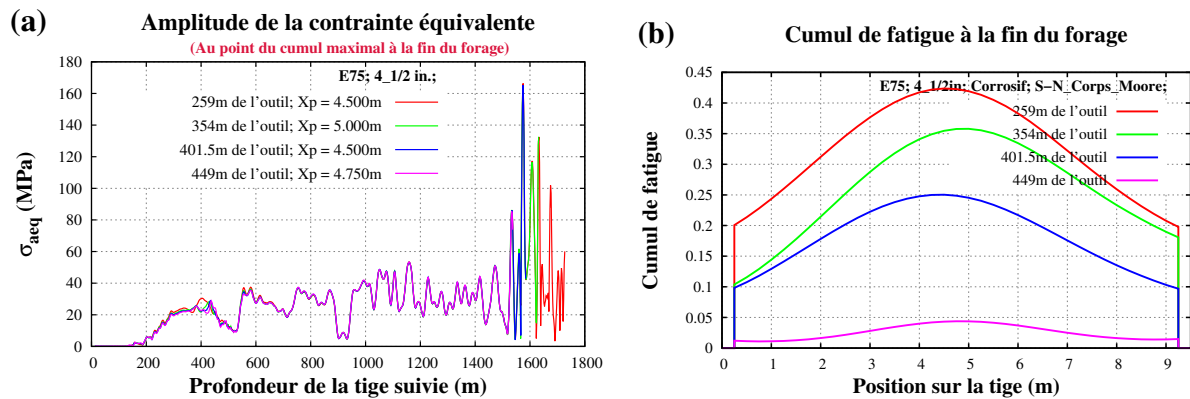 (a)
Amplitude de la contrainte équivalente
(Au point du cumul maximal à la fin du forage)
E75; 4_1/2 in.;
259m de l'outil; Xp = 4.500m
354m de l'outil; Xp = 5.000m
401.5m de l'outil; Xp = 4.500m
449m de l'outil; Xp = 4.750m
σaeq (MPa)
180
160
140
120
100
80
60
40
20
0
0 200 400 600 800 1000 1200 1400 1600 1800
Profondeur de la tige suivie (m)
(b)
Cumul de fatigue à la fin du forage
E75; 4_1/2in; Corrosif; S−N_Corps_Moore;
259m de l'outil
354m de l'outil
401.5m de l'outil
449m de l'outil
Cumul de fatigue
0.45
0.4
0.35
0.3
0.25
0.2
0.15
0.1
0.05
0
0 1 2 3 4 5 6 7 8 9
Position sur la tige (m)